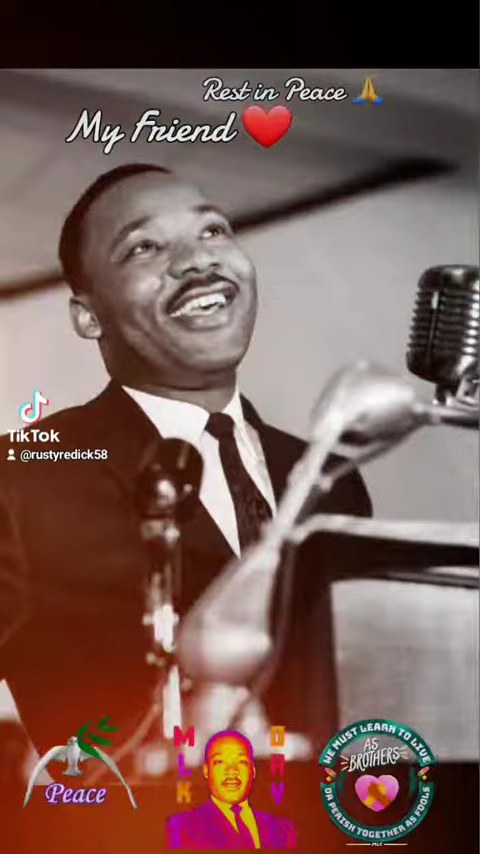 Rest in Peace 🙏
My Friend ❤️
TikTok
@rustyredick58
Peace
MLK
DAY
WE MUST LEARN TO LIVE
AS
BROTHERS
OR PERISH TOGETHER AS FOOLS
MLK